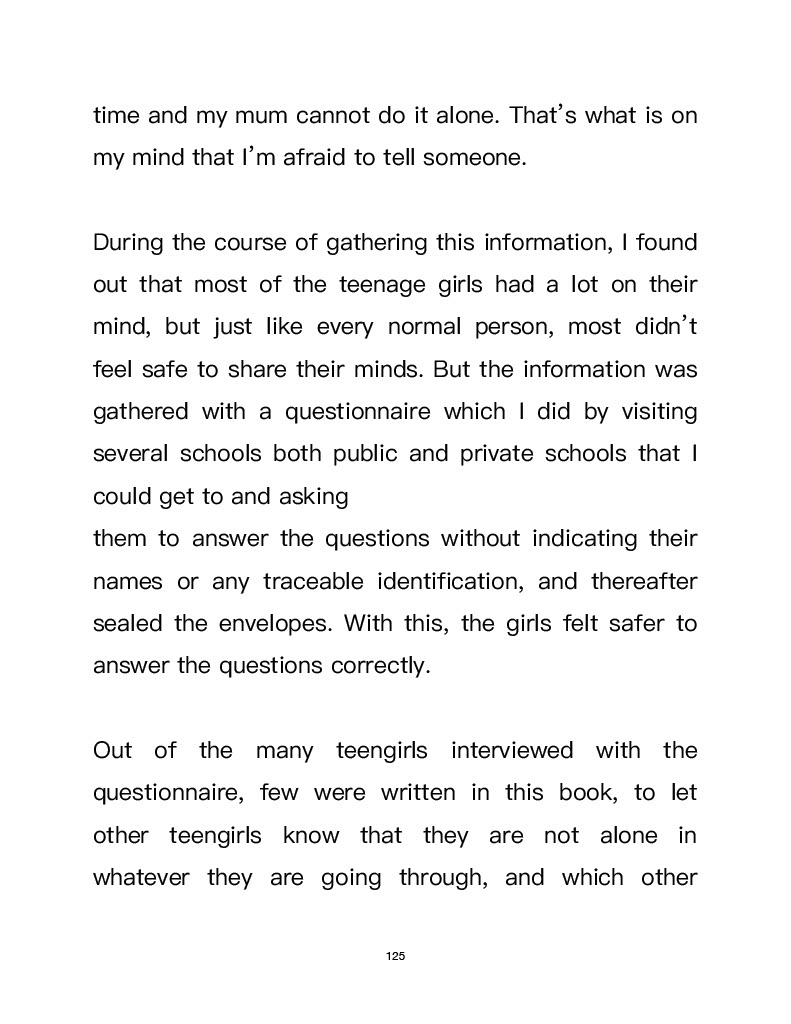 time and my mum cannot do it alone. That’s what is on
my mind that I’m afraid to tell someone.
During the course of gathering this information, I found
out that most of the teenage girls had a lot on their
mind, but just like every normal person, most didn’t
feel safe to share their minds. But the information was
gathered with a questionnaire which I did by visiting
several schools both public and private schools that I
could get to and asking
them to answer the questions without indicating their
names or any traceable identification, and thereafter
sealed the envelopes. With this, the girls felt safer to
answer the questions correctly.
Out of the many teengirls interviewed with the
questionnaire, few were written in this book, to let
other teengirls know that they are not alone in
whatever they are going through, and which other
125